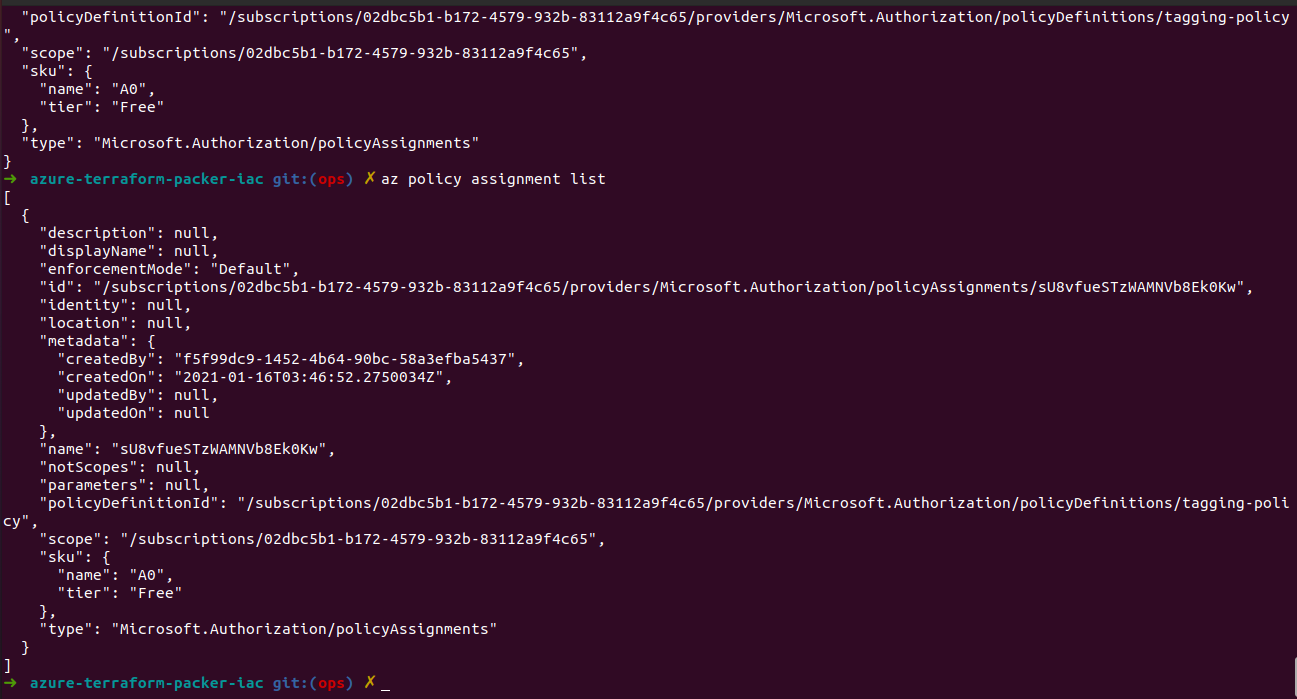 "policyDefinitionId": "/subscriptions/02dbc5b1-b172-4579-932b-83112a9f4c65/providers/Microsoft.Authorization/policyDefinitions/tagging-policy
",
"scope": "/subscriptions/02dbc5b1-b172-4579-932b-83112a9f4c65",
"sku": {
"name": "A0",
"tier": "Free"
},
"type": "Microsoft.Authorization/policyAssignments"
}
➜ azure-terraform-packer-iac git:(ops) ✗ az policy assignment list
[
{
"description": null,
"displayName": null,
"enforcementMode": "Default",
"id": "/subscriptions/02dbc5b1-b172-4579-932b-83112a9f4c65/providers/Microsoft.Authorization/policyAssignments/sU8vfueSTzWAMNVb8Ek0Kw",
"identity": null,
"location": null,
"metadata": {
"createdBy": "f5f99dc9-1452-4b64-90bc-58a3efba5437",
"createdOn": "2021-01-16T03:46:52.2750034Z",
"updatedBy": null,
"updatedOn": null
},
"name": "sU8vfueSTzWAMNVb8Ek0Kw",
"notScopes": null,
"parameters": null,
"policyDefinitionId": "/subscriptions/02dbc5b1-b172-4579-932b-83112a9f4c65/providers/Microsoft.Authorization/policyDefinitions/tagging-poli
cy",
"scope": "/subscriptions/02dbc5b1-b172-4579-932b-83112a9f4c65",
"sku": {
"name": "A0",
"tier": "Free"
},
"type": "Microsoft.Authorization/policyAssignments"
}
]
➜ azure-terraform-packer-iac git:(ops) ✗ _